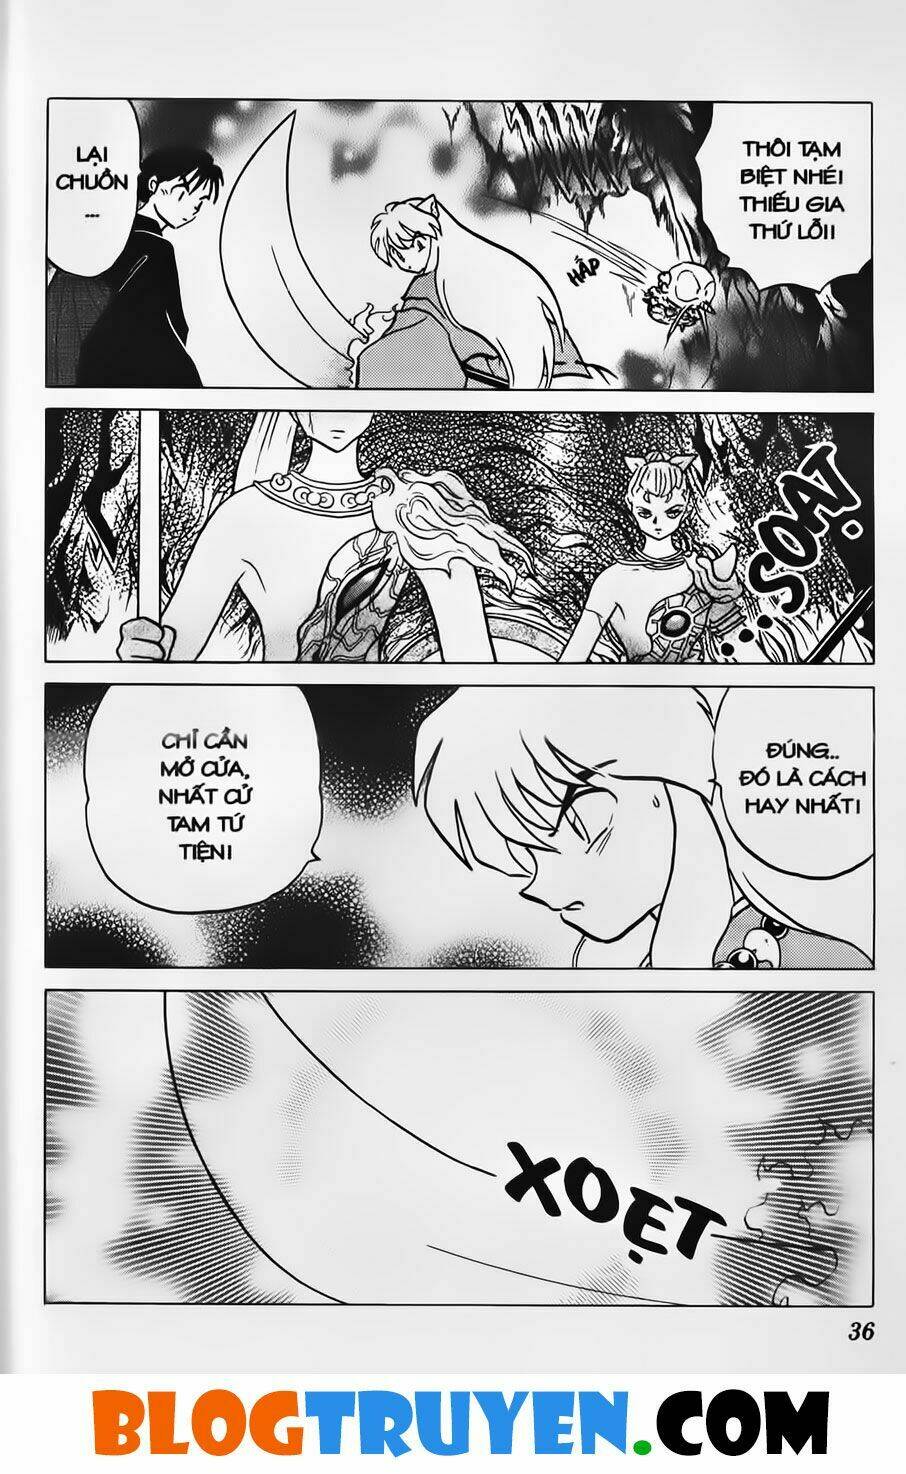 THÔI TẠM
BIỆT NHÉ!
THIẾU GIA
THỨ LỖI!
HẤP
LẠI
CHUỒN
...
...SOẠT
ĐÚNG..
ĐÓ LÀ CÁCH
HAY NHẤT!
CHỈ CẦN
MỞ CỬA,
NHẤT CỬ
TAM TỨ
TIỆN!
XOẸT
36
BLOGTRUYEN.COM